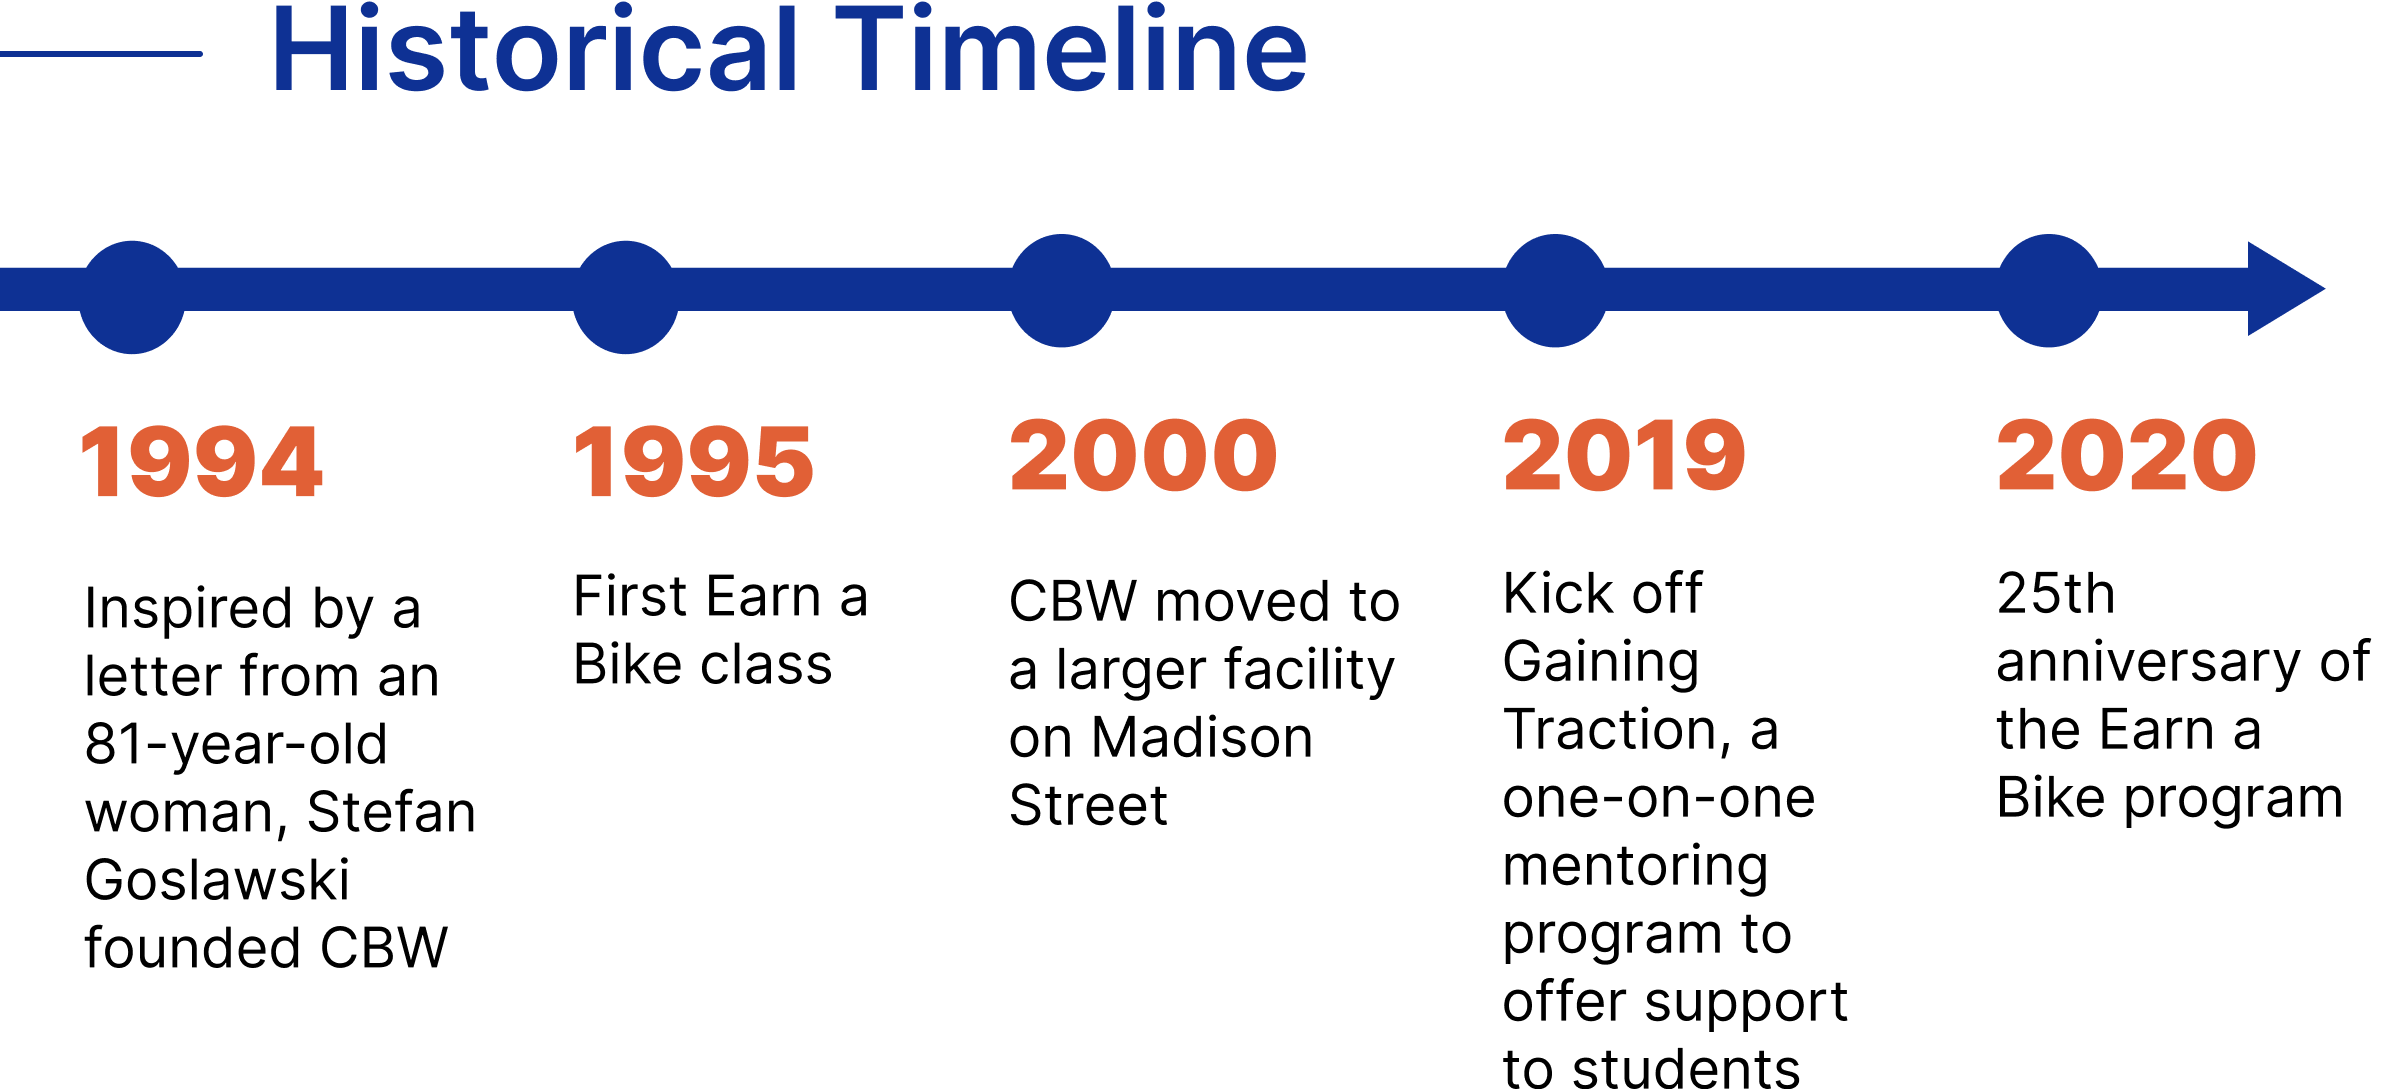 Historical Timeline
1994
Inspired by a
letter from an
81-year-old
woman, Stefan
Goslawski
founded CBW
1995
First Earn a
Bike class
2000
CBW moved to
a larger facility
on Madison
Street
2019
Kick off
Gaining
Traction, a
one-on-one
mentoring
program to
offer support
to students
2020
25th
anniversary of
the Earn a
Bike program